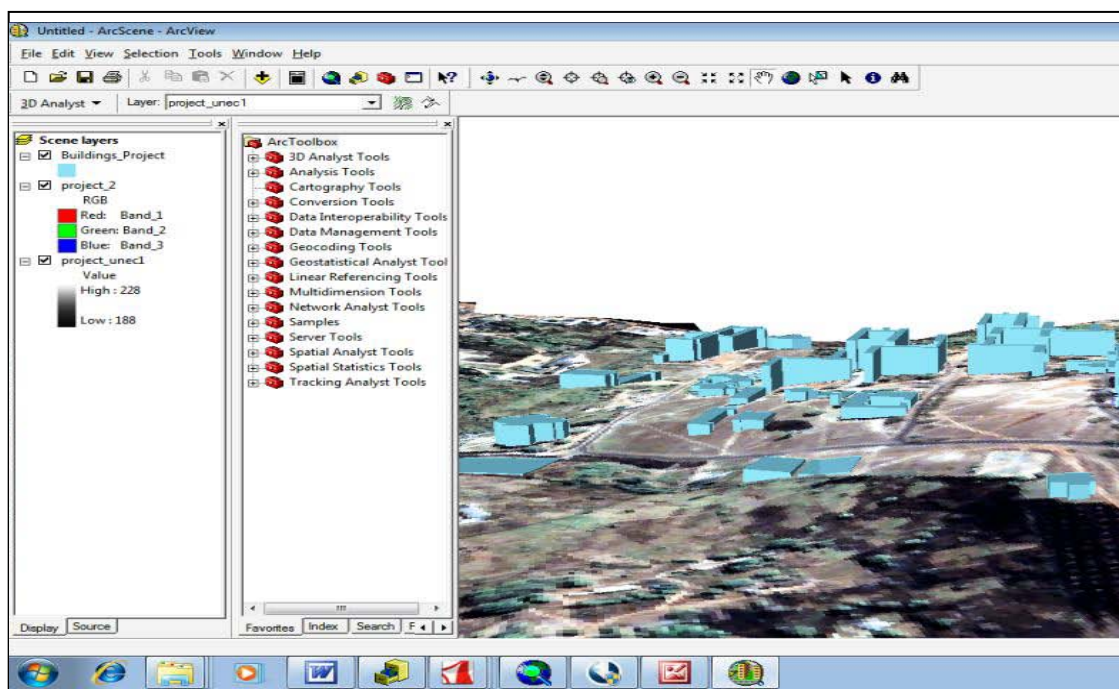 Untitled - ArcScene - ArcView
File Edit View Selection Tools Window Help
3D Analyst Layer: project_unec1
Scene layers
Buildings_Project
project_2
RGB
Red: Band_1
Green: Band_2
Blue: Band_3
project_unec1
Value
High : 228
Low : 188
Display Source
ArcToolbox
3D Analyst Tools
Analysis Tools
Cartography Tools
Conversion Tools
Data Interoperability Tools
Data Management Tools
Geocoding Tools
Geostatistical Analyst Tool
Linear Referencing Tools
Multidimension Tools
Network Analyst Tools
Samples
Server Tools
Spatial Analyst Tools
Spatial Statistics Tools
Tracking Analyst Tools
Favorites Index Search F